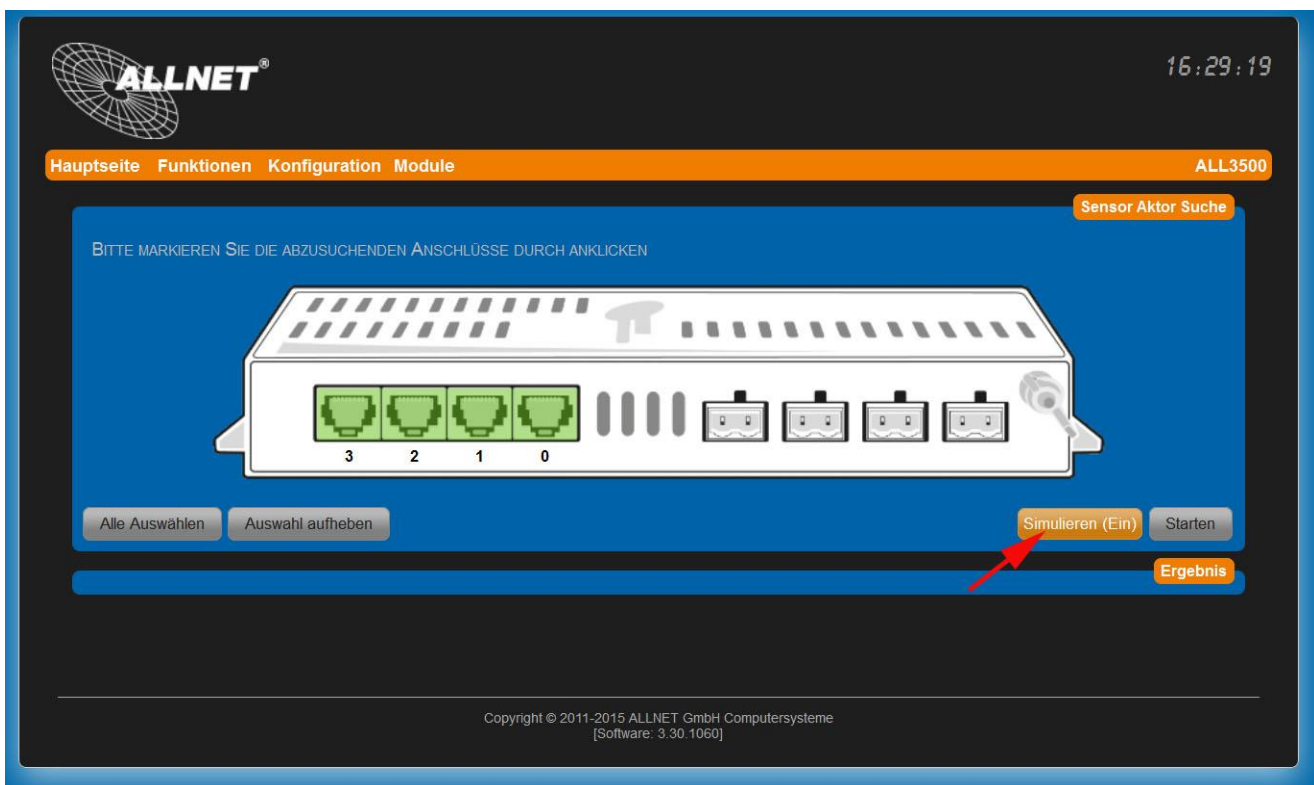 ALLNET®
16:29:19
Hauptseite Funktionen Konfiguration Module ALL3500
Sensor Aktor Suche
BITTE MARKIEREN SIE DIE ABZUSUCHENDEN ANSCHLÜSSE DURCH ANKLICKEN
3 2 1 0
Alle Auswählen Auswahl aufheben Simulieren (Ein) Starten
Ergebnis
Copyright © 2011-2015 ALLNET GmbH Computersysteme
[Software: 3.30.1060]